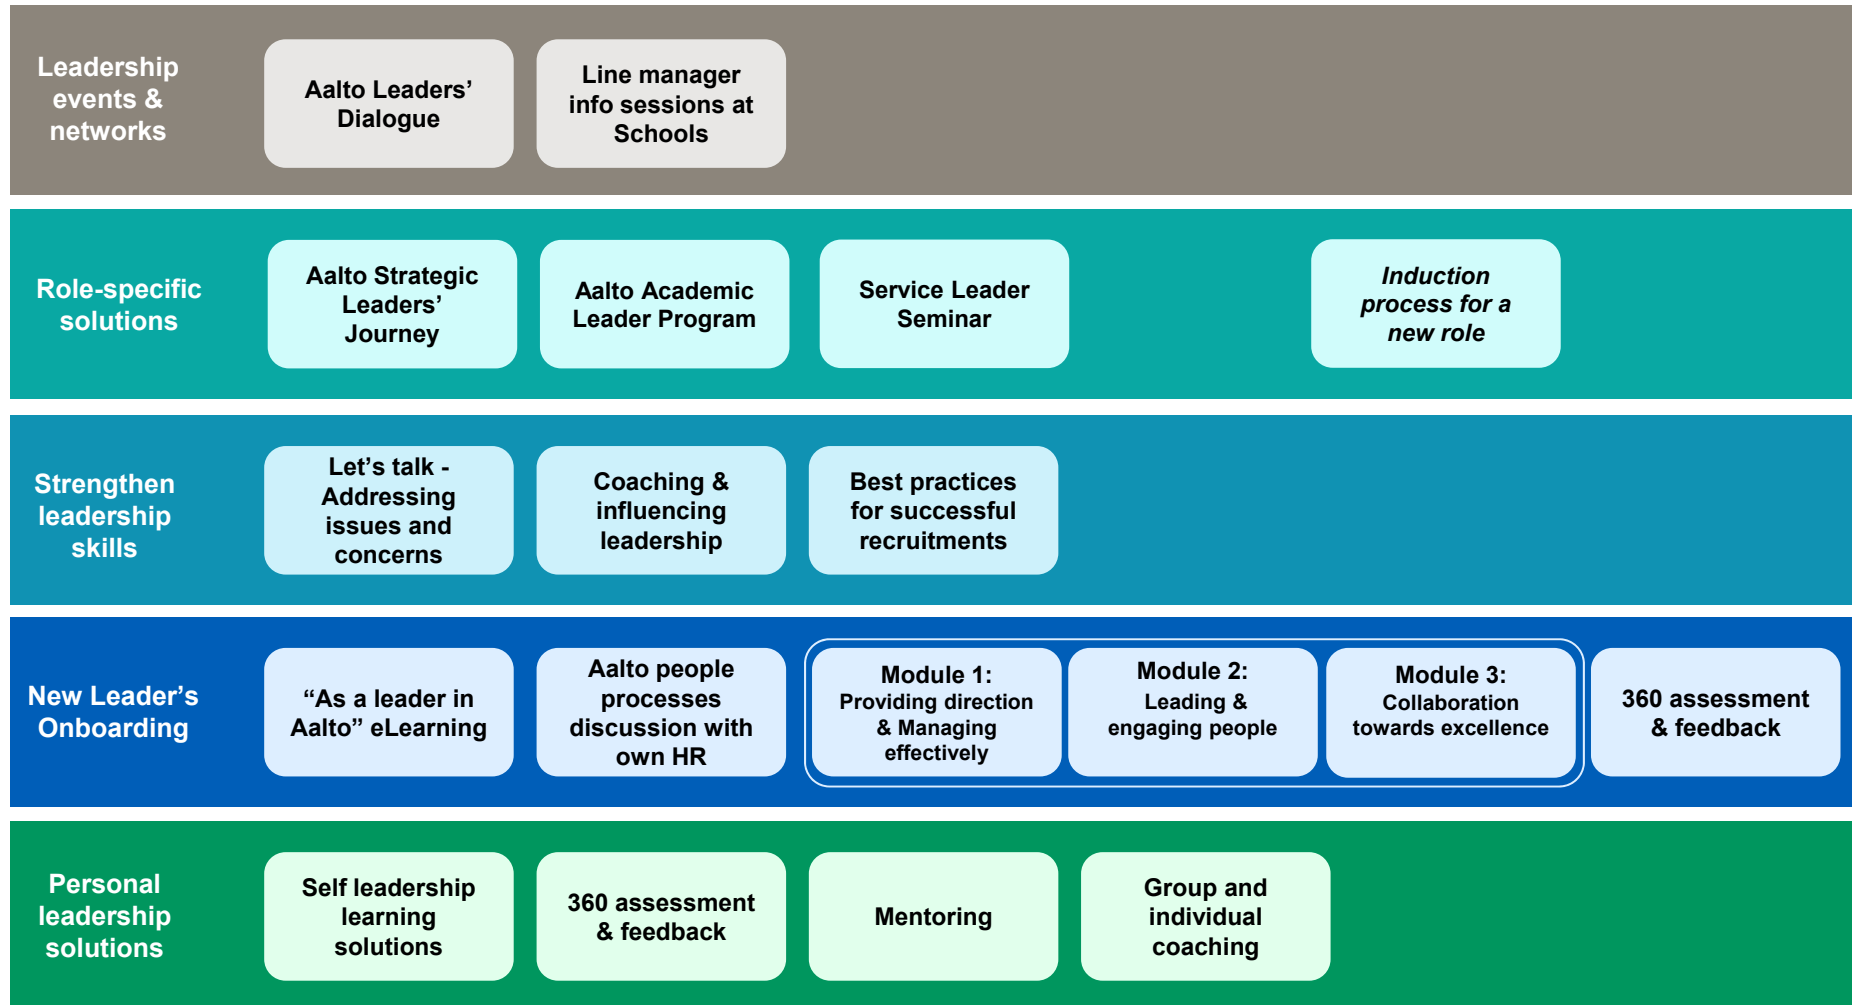 Leadership
events &
networks
Aalto Leaders’
Dialogue
Line manager
info sessions at
Schools
Role-specific
solutions
Aalto Strategic
Leaders’
Journey
Aalto Academic
Leader Program
Service Leader
Seminar
Induction
process for a
new role
Strengthen
leadership
skills
Let’s talk -
Addressing
issues and
concerns
Coaching &
influencing
leadership
Best practices
for successful
recruitments
New Leader’s
Onboarding
“As a leader in
Aalto” eLearning
Aalto people
processes
discussion with
own HR
Module 1:
Providing direction
& Managing
effectively
Module 2:
Leading &
engaging people
Module 3:
Collaboration
towards excellence
360 assessment
& feedback
Personal
leadership
solutions
Self leadership
learning
solutions
360 assessment
& feedback
Mentoring
Group and
individual
coaching